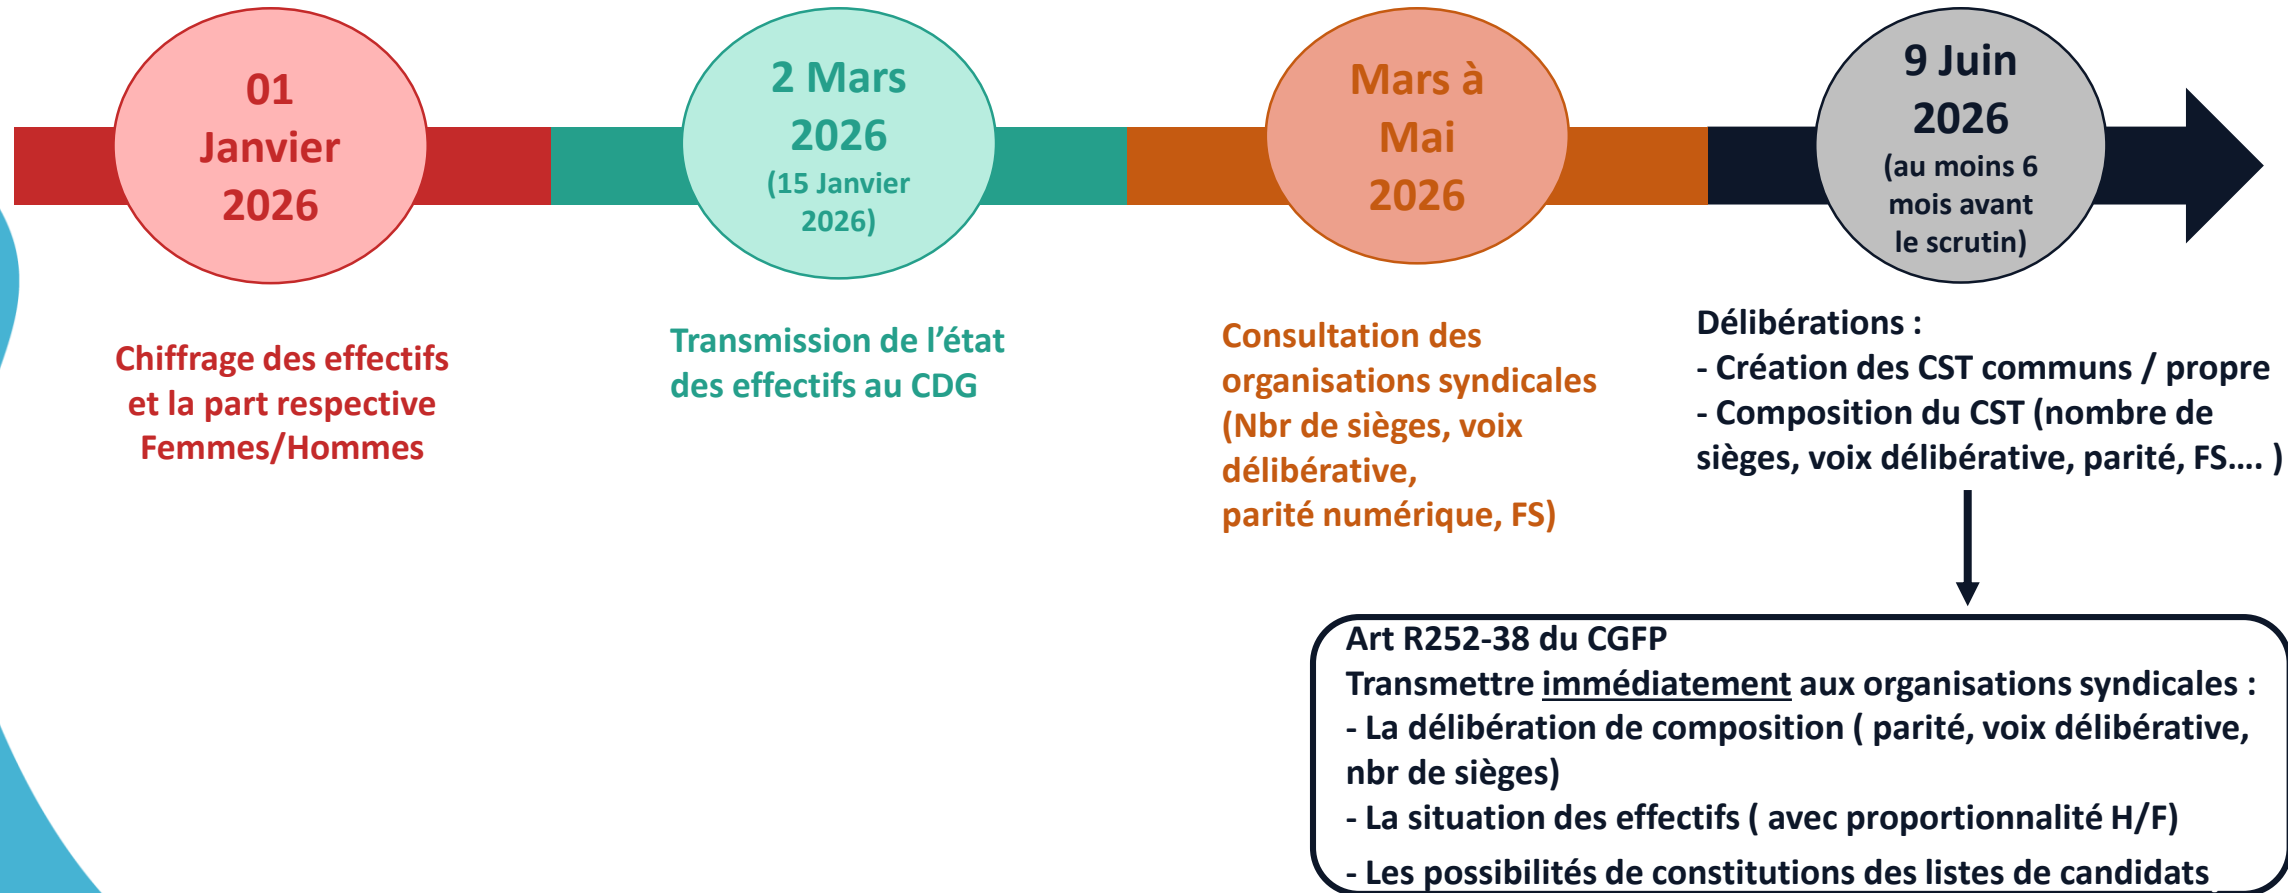 01
Janvier
2026
2 Mars
2026
(15 Janvier
2026)
Mars à
Mai
2026
9 Juin
2026
(au moins 6
mois avant
le scrutin)
Chiffrage des effectifs
et la part respective
Femmes/Hommes
Transmission de l’état
des effectifs au CDG
Consultation des
organisations syndicales
(Nbr de sièges, voix
délibérative,
parité numérique, FS)
Délibérations :
- Création des CST communs / propre
- Composition du CST (nombre de
sièges, voix délibérative, parité, FS.... )
Art R252-38 du CGFP
Transmettre immédiatement aux organisations syndicales :
- La délibération de composition ( parité, voix délibérative,
nbr de sièges)
- La situation des effectifs ( avec proportionnalité H/F)
- Les possibilités de constitutions des listes de candidats